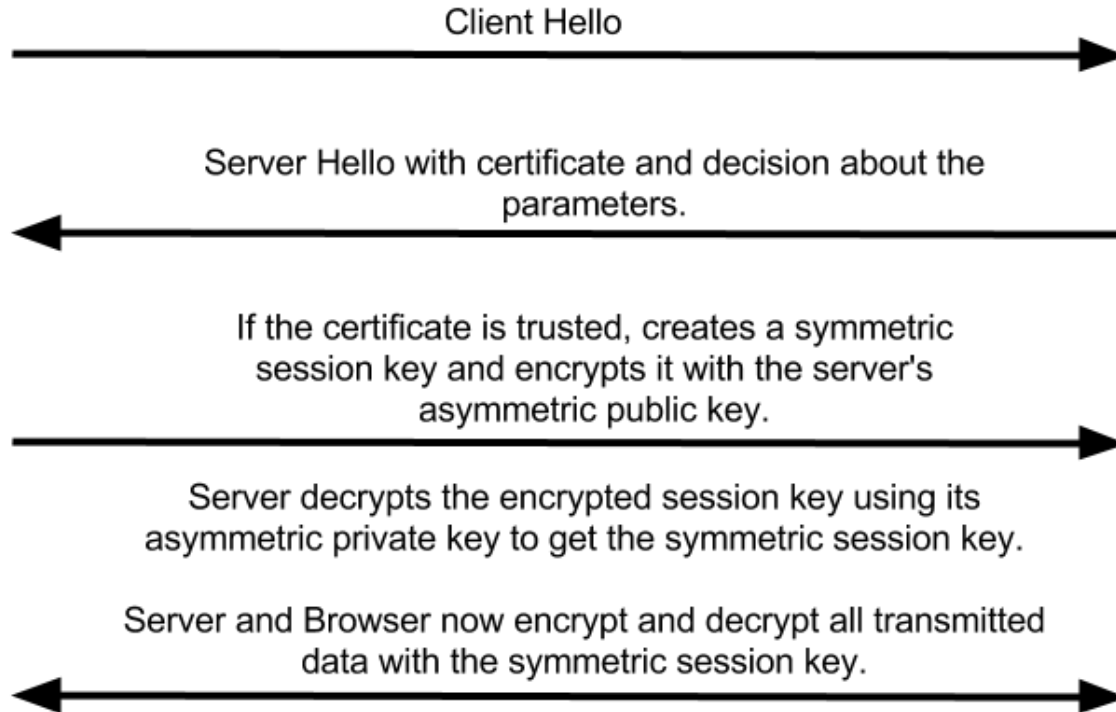 Client Hello
Server Hello with certificate and decision about the
parameters.
If the certificate is trusted, creates a symmetric
session key and encrypts it with the server's
asymmetric public key.
Server decrypts the encrypted session key using its
asymmetric private key to get the symmetric session key.
Server and Browser now encrypt and decrypt all transmitted
data with the symmetric session key.